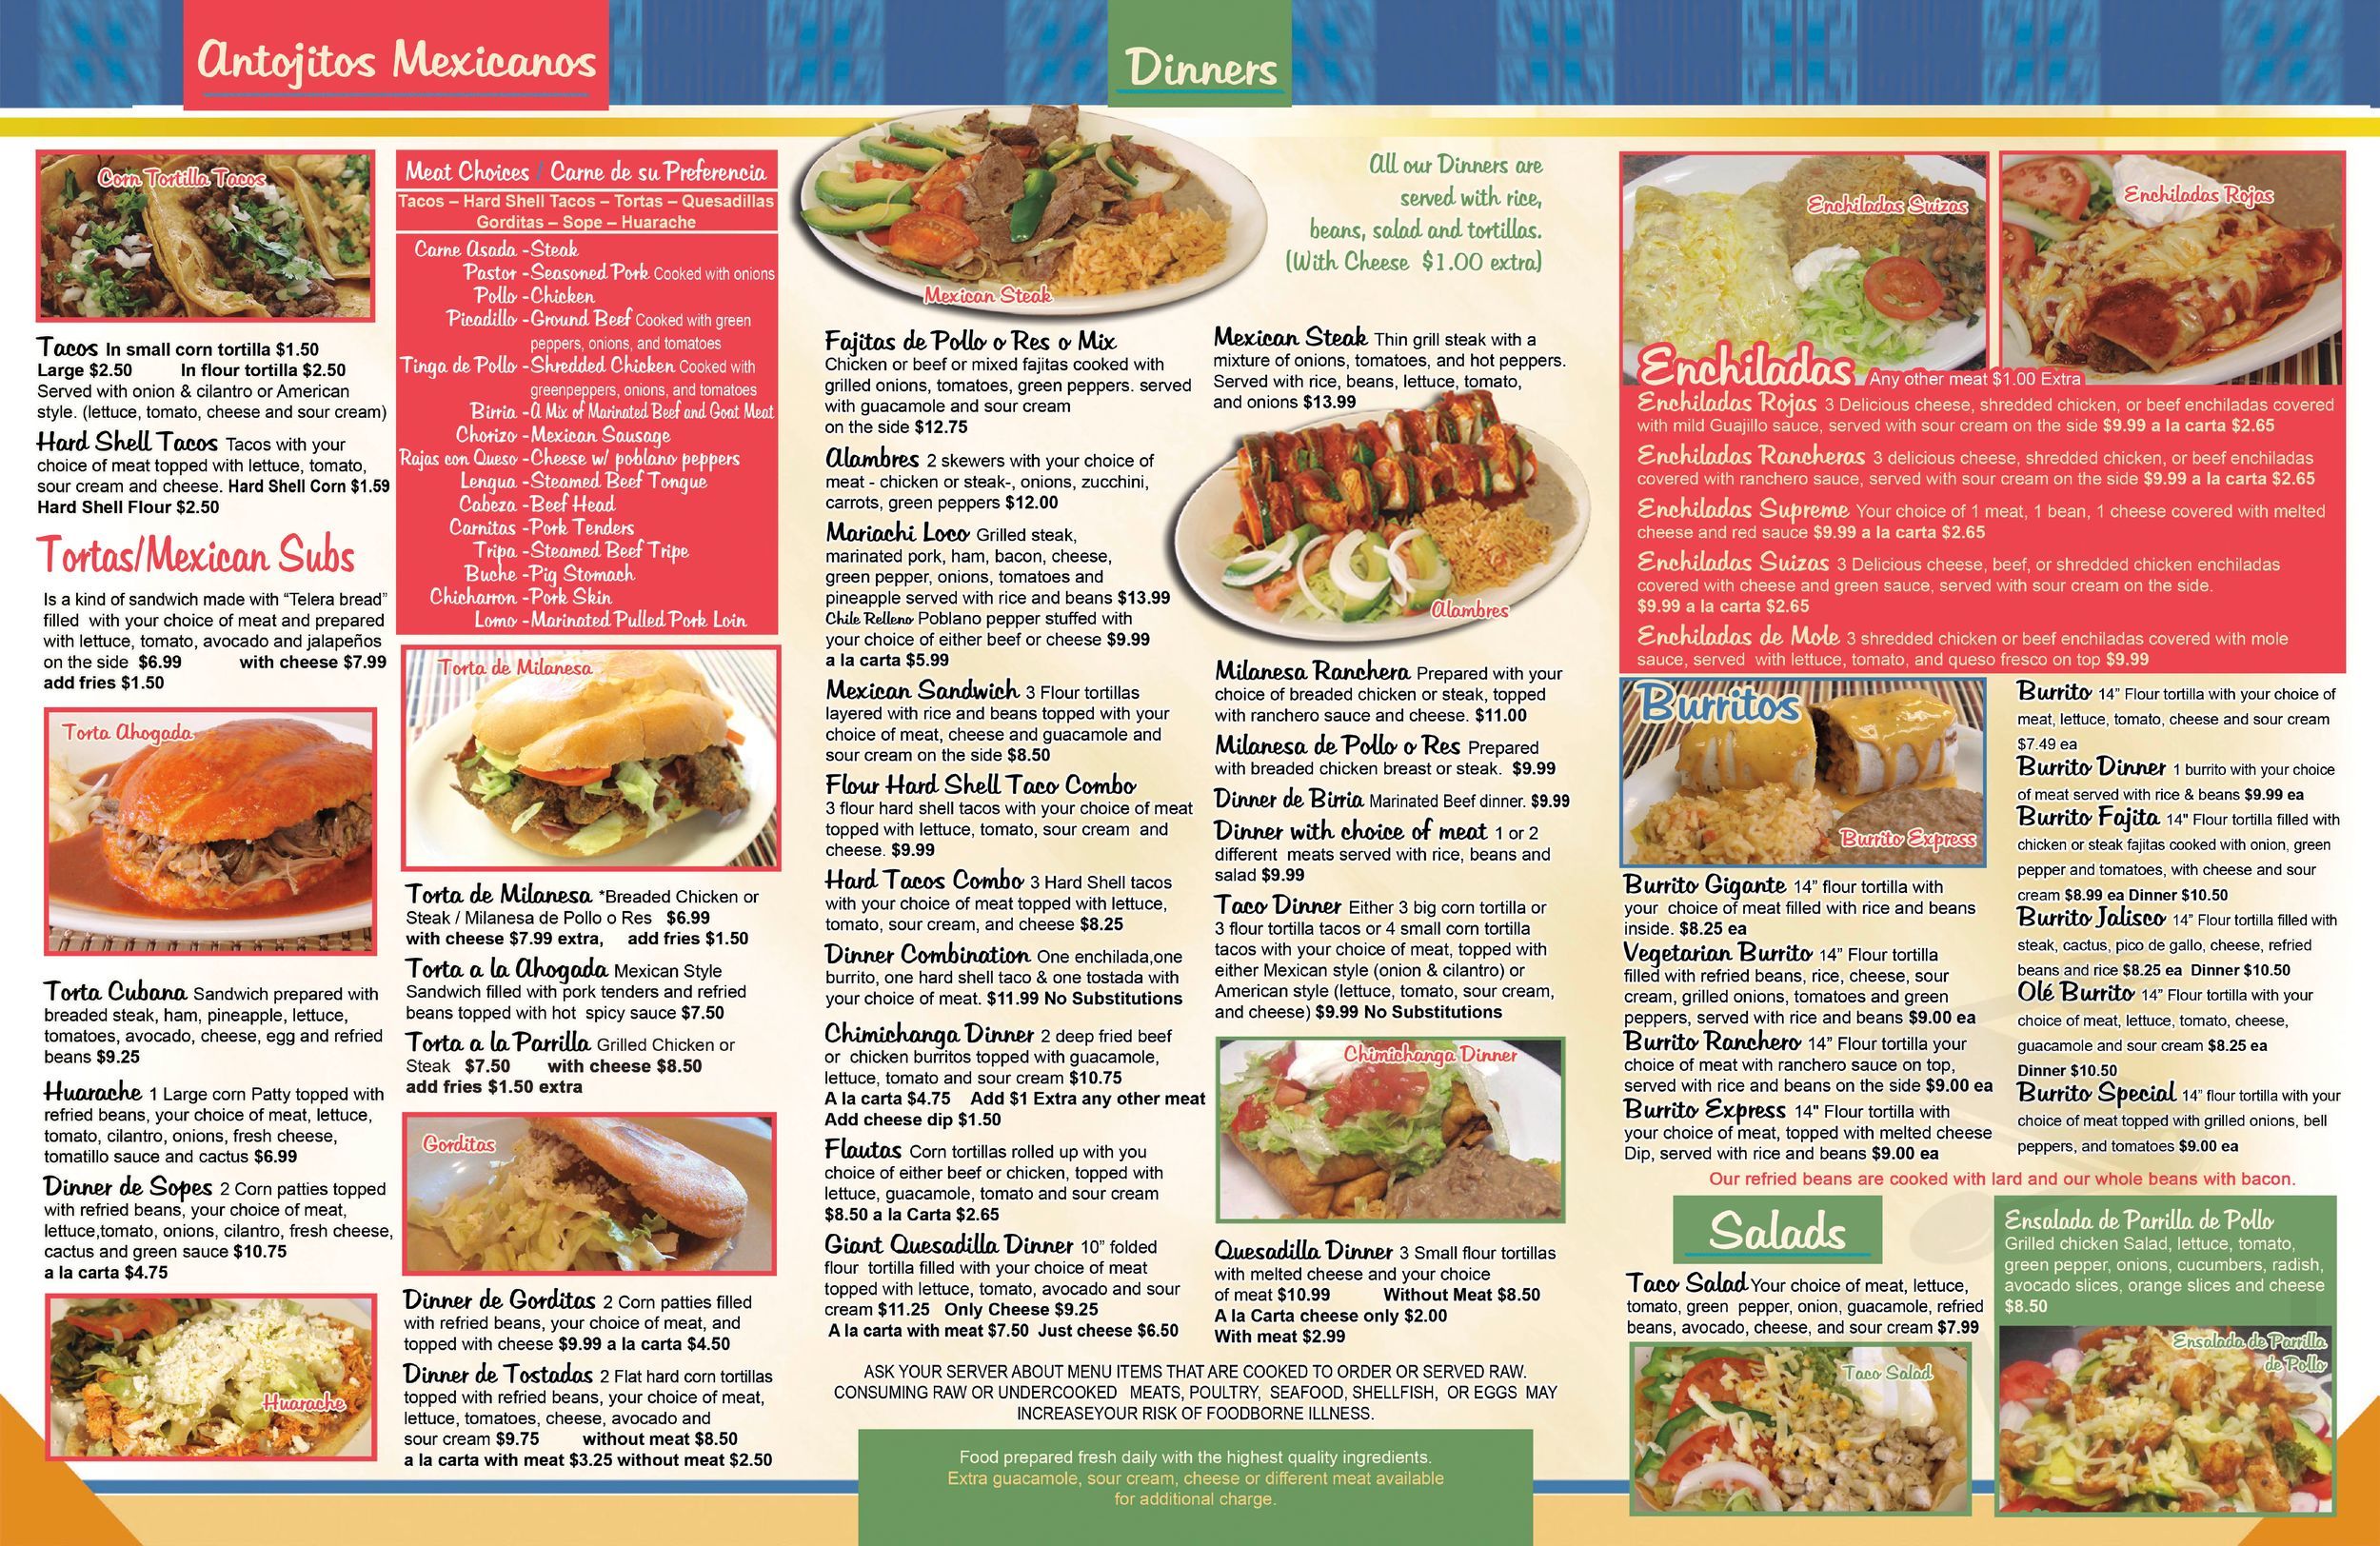 Antojitos Mexicanos
Corn Tortilla Tacos
Tacos In small corn tortilla $1.50
Large $2.50 In flour tortilla $2.50
Served with onion & cilantro or American
style. (lettuce, tomato, cheese and sour cream)
Hard Shell Tacos Tacos with your
choice of meat topped with lettuce, tomato,
sour cream and cheese. Hard Shell Corn $1.59
Hard Shell Flour $2.50
Tortas/Mexican Subs
Is a kind of sandwich made with “Telera bread”
filled with your choice of meat and prepared
with lettuce, tomato, avocado and jalapeños
on the side $6.99 with cheese $7.99
add fries $1.50
Torta Ahogada
Torta Cubana Sandwich prepared with
breaded steak, ham, pineapple, lettuce,
tomatoes, avocado, cheese, egg and refried
beans $9.25
Huarache 1 Large corn Patty topped with
refried beans, your choice of meat, lettuce,
tomato, cilantro, onions, fresh cheese,
tomatillo sauce and cactus $6.99
Dinner de Sopes 2 Corn patties topped
with refried beans, your choice of meat,
lettuce,tomato, onions, cilantro, fresh cheese,
cactus and green sauce $10.75
a la carta $4.75
Huarache
Meat Choices / Carne de su Preferencia
Tacos – Hard Shell Tacos – Tortas – Quesadillas
Gorditas – Sope – Huarache
Carne Asada -Steak
Pastor -Seasoned Pork Cooked with onions
Pollo -Chicken
Picadillo -Ground Beef Cooked with green
peppers, onions, and tomatoes
Tinga de Pollo -Shredded Chicken Cooked with
greenpeppers, onions, and tomatoes
Birria -A Mix of Marinated Beef and Goat Meat
Chorizo -Mexican Sausage
Rajas con Queso -Cheese w/ poblano peppers
Lengua -Steamed Beef Tongue
Cabeza -Beef Head
Carnitas -Pork Tenders
Tripa -Steamed Beef Tripe
Buche -Pig Stomach
Chicharron -Pork Skin
Lomo -Marinated Pulled Pork Loin
Torta de Milanesa
Torta de Milanesa *Breaded Chicken or
Steak / Milanesa de Pollo o Res $6.99
with cheese $7.99 extra, add fries $1.50
Torta a la Ahogada Mexican Style
Sandwich filled with pork tenders and refried
beans topped with hot spicy sauce $7.50
Torta a la Parrilla Grilled Chicken or
Steak $7.50 with cheese $8.50
add fries $1.50 extra
Gorditas
Dinner de Gorditas 2 Corn patties filled
with refried beans, your choice of meat, and
topped with cheese $9.99 a la carta $4.50
Dinner de Tostadas 2 Flat hard corn tortillas
topped with refried beans, your choice of meat,
lettuce, tomatoes, cheese, avocado and
sour cream $9.75 without meat $8.50
a la carta with meat $3.25 without meat $2.50
Dinners
Mexican Steak
All our Dinners are
served with rice,
beans, salad and tortillas.
(With Cheese $1.00 extra)
Fajitas de Pollo o Res o Mix
Chicken or beef or mixed fajitas cooked with
grilled onions, tomatoes, green peppers. served
with guacamole and sour cream
on the side $12.75
Alambres 2 skewers with your choice of
meat - chicken or steak-, onions, zucchini,
carrots, green peppers $12.00
Mariachi Loco Grilled steak,
marinated pork, ham, bacon, cheese,
green pepper, onions, tomatoes and
pineapple served with rice and beans $13.99
Chile Relleno Poblano pepper stuffed with
your choice of either beef or cheese $9.99
a la carta $5.99
Mexican Sandwich 3 Flour tortillas
layered with rice and beans topped with your
choice of meat, cheese and guacamole and
sour cream on the side $8.50
Flour Hard Shell Taco Combo
3 flour hard shell tacos with your choice of meat
topped with lettuce, tomato, sour cream and
cheese. $9.99
Hard Tacos Combo 3 Hard Shell tacos
with your choice of meat topped with lettuce,
tomato, sour cream, and cheese $8.25
Dinner Combination One enchilada,one
burrito, one hard shell taco & one tostada with
your choice of meat. $11.99 No Substitutions
Chimichanga Dinner 2 deep fried beef
or chicken burritos topped with guacamole,
lettuce, tomato and sour cream $10.75
A la carta $4.75 Add $1 Extra any other meat
Add cheese dip $1.50
Flautas Corn tortillas rolled up with you
choice of either beef or chicken, topped with
lettuce, guacamole, tomato and sour cream
$8.50 a la Carta $2.65
Giant Quesadilla Dinner 10” folded
flour tortilla filled with your choice of meat
topped with lettuce, tomato, avocado and sour
cream $11.25 Only Cheese $9.25
A la carta with meat $7.50 Just cheese $6.50
Mexican Steak Thin grill steak with a
mixture of onions, tomatoes, and hot peppers.
Served with rice, beans, lettuce, tomato,
and onions $13.99
Alambres
Milanesa Ranchera Prepared with your
choice of breaded chicken or steak, topped
with ranchero sauce and cheese. $11.00
Milanesa de Pollo o Res Prepared
with breaded chicken breast or steak. $9.99
Dinner de Birria Marinated Beef dinner. $9.99
Dinner with choice of meat 1 or 2
different meats served with rice, beans and
salad $9.99
Taco Dinner Either 3 big corn tortilla or
3 flour tortilla tacos or 4 small corn tortilla
tacos with your choice of meat, topped with
either Mexican style (onion & cilantro) or
American style (lettuce, tomato, sour cream,
and cheese) $9.99 No Substitutions
Chimichanga Dinner
Quesadilla Dinner 3 Small flour tortillas
with melted cheese and your choice
of meat $10.99 Without Meat $8.50
A la Carta cheese only $2.00
With meat $2.99
ASK YOUR SERVER ABOUT MENU ITEMS THAT ARE COOKED TO ORDER OR SERVED RAW.
CONSUMING RAW OR UNDERCOOKED MEATS, POULTRY, SEAFOOD, SHELLFISH, OR EGGS MAY
INCREASEYOUR RISK OF FOODBORNE ILLNESS.
Food prepared fresh daily with the highest quality ingredients.
Extra guacamole, sour cream, cheese or different meat available
for additional charge.
Enchiladas Suizas
Enchiladas Rojas
Enchiladas Any other meat $1.00 Extra
Enchiladas Rojas 3 Delicious cheese, shredded chicken, or beef enchiladas covered
with mild Guajillo sauce, served with sour cream on the side $9.99 a la carta $2.65
Enchiladas Rancheras 3 delicious cheese, shredded chicken, or beef enchiladas
covered with ranchero sauce, served with sour cream on the side $9.99 a la carta $2.65
Enchiladas Supreme Your choice of 1 meat, 1 bean, 1 cheese covered with melted
cheese and red sauce $9.99 a la carta $2.65
Enchiladas Suizas 3 Delicious cheese, beef, or shredded chicken enchiladas
covered with cheese and green sauce, served with sour cream on the side.
$9.99 a la carta $2.65
Enchiladas de Mole 3 shredded chicken or beef enchiladas covered with mole
sauce, served with lettuce, tomato, and queso fresco on top $9.99
Burritos
Burrito Express
Burrito Gigante 14” flour tortilla with
your choice of meat filled with rice and beans
inside. $8.25 ea
Vegetarian Burrito 14” Flour tortilla
filled with refried beans, rice, cheese, sour
cream, grilled onions, tomatoes and green
peppers, served with rice and beans $9.00 ea
Burrito Ranchero 14” Flour tortilla your
choice of meat with ranchero sauce on top,
served with rice and beans on the side $9.00 ea
Burrito Express 14" Flour tortilla with
your choice of meat, topped with melted cheese
Dip, served with rice and beans $9.00 ea
Burrito 14” Flour tortilla with your choice of
meat, lettuce, tomato, cheese and sour cream
$7.49 ea
Burrito Dinner 1 burrito with your choice
of meat served with rice & beans $9.99 ea
Burrito Fajita 14" Flour tortilla filled with
chicken or steak fajitas cooked with onion, green
pepper and tomatoes, with cheese and sour
cream $8.99 ea Dinner $10.50
Burrito Jalisco 14” Flour tortilla filled with
steak, cactus, pico de gallo, cheese, refried
beans and rice $8.25 ea Dinner $10.50
Olé Burrito 14” Flour tortilla with your
choice of meat, lettuce, tomato, cheese,
guacamole and sour cream $8.25 ea
Dinner $10.50
Burrito Special 14” flour tortilla with your
choice of meat topped with grilled onions, bell
peppers, and tomatoes $9.00 ea
Our refried beans are cooked with lard and our whole beans with bacon.
Salads
Taco Salad Your choice of meat, lettuce,
tomato, green pepper, onion, guacamole, refried
beans, avocado, cheese, and sour cream $7.99
Taco Salad
Ensalada de Parrilla de Pollo
Grilled chicken Salad, lettuce, tomato,
green pepper, onions, cucumbers, radish,
avocado slices, orange slices and cheese
$8.50
Ensalada de Parrilla
de Pollo